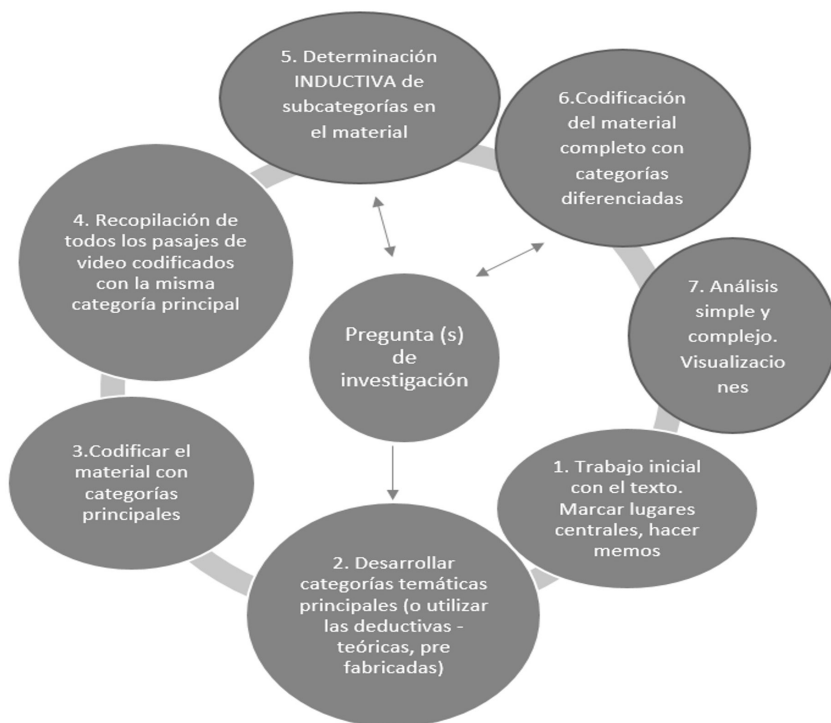 5. Determinación
INDUCTIVA de
subcategorías en
el material
6.Codificación
del material
completo con
categorías
diferenciadas
4. Recopilación de
todos los pasajes de
video codificados
con la misma
categoría principal
7. Análisis
simple y
complejo.
Visualizacio
nes
Pregunta (s)
de
investigación
3.Codificar el
material con
categorías
principales
1. Trabajo inicial
con el texto.
Marcar lugares
centrales, hacer
memos
2. Desarrollar
categorías temáticas
principales (o utilizar
las deductivas -
teóricas, pre
fabricadas)